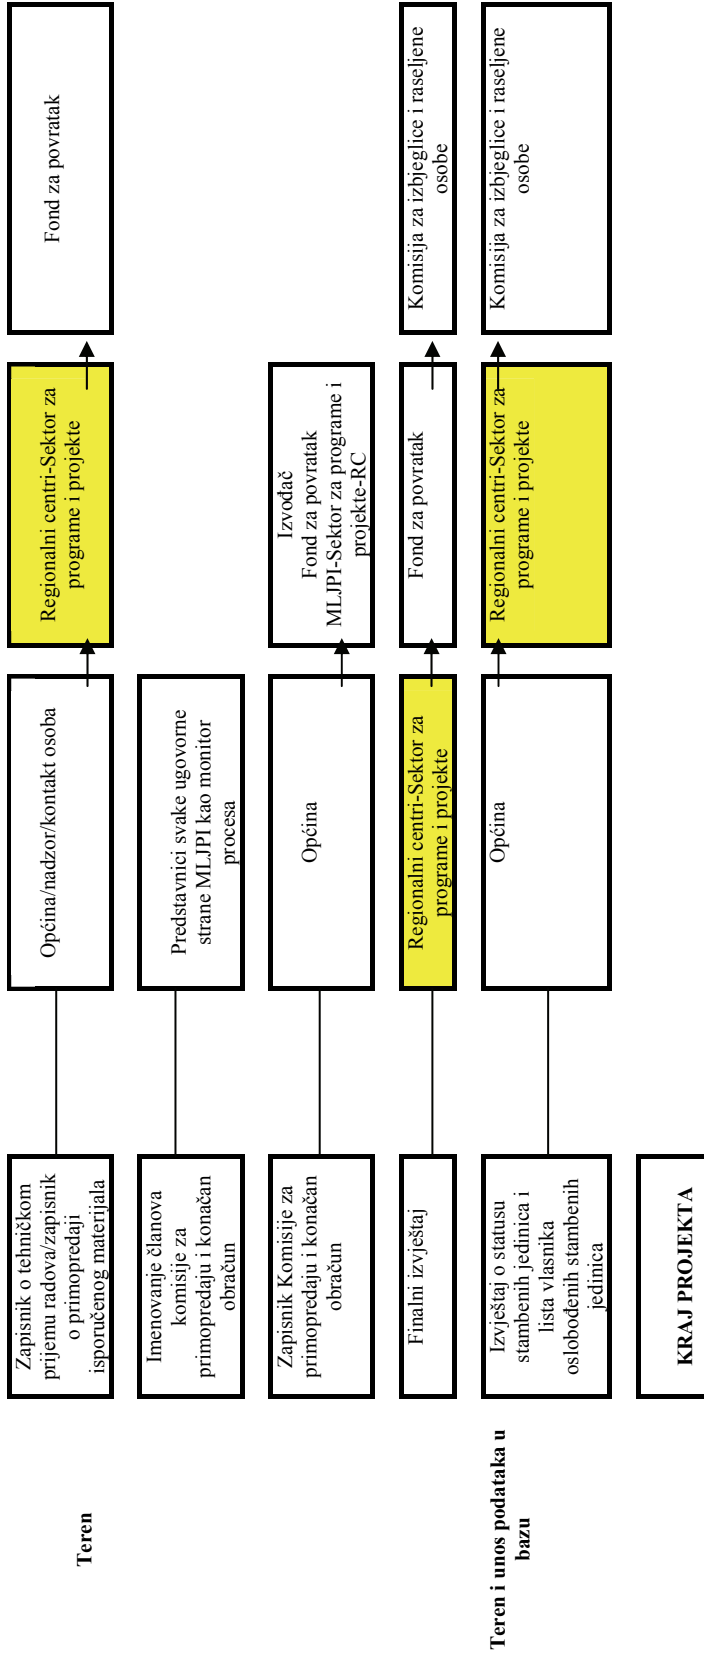 Teren
Zapisnik o tehničkom
prijemu radova/zapisnik
o primopredaji
isporučenog materijala
Općina/nadzor/kontakt osoba
Regionalni centri-Sektor za
programe i projekte
Fond za povratak
Imenovanje članova
komisije za
primopredaju i konačan
obračun
Predstavnici svake ugovorne
strane MLJPI kao monitor
procesa
Zapisnik Komisije za
primopredaju i konačan
obračun
Općina
Izvođač
Fond za povratak
MLJPI-Sektor za programe i
projekte-RC
Finalni izvještaj
Regionalni centri-Sektor za
programe i projekte
Fond za povratak
Komisija za izbjeglice i raseljene
osobe
Teren i unos podataka u
bazu
Izvještaj o statusu
stambenih jedinica i
lista vlasnika
oslobođenih stambenih
jedinica
Općina
Regionalni centri-Sektor za
programe i projekte
Komisija za izbjeglice i raseljene
osobe
KRAJ PROJEKTA